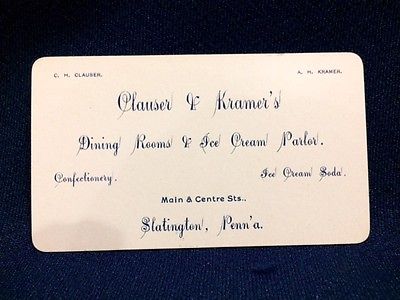 C. H. CLAUSER. A. H. KRAMER.
Clauser & Kramer's
Dining Rooms & Ice Cream Parlor.
Confectionery. Ice Cream Soda.
Main & Centre Sts..
Slatington, Penn'a.